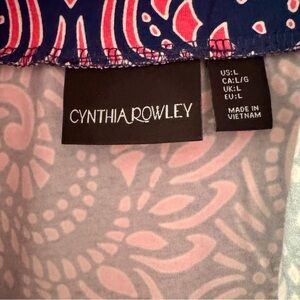 CYNTHIA ROWLEY
US:L
CA:L/G
UK:L
EU:L
MADE IN
VIETNAM